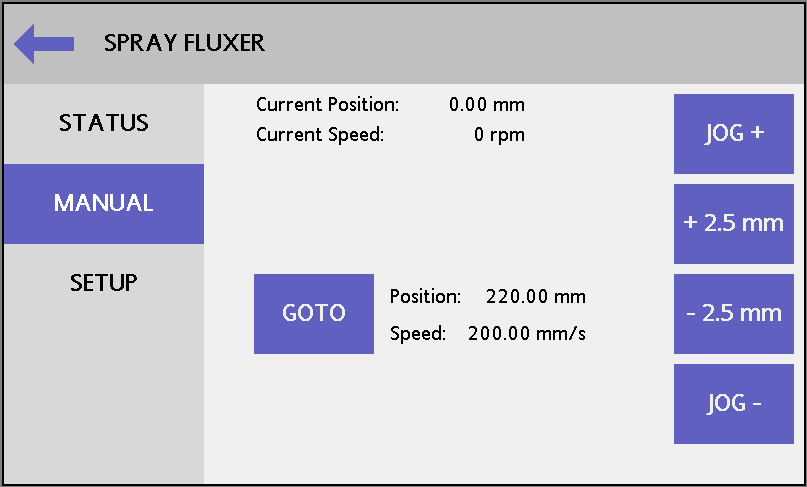 SPRAY FLUXER
STATUS
MANUAL
SETUP
Current Position: 0.00 mm
Current Speed: 0 rpm
GOTO
Position: 220.00 mm
Speed: 200.00 mm/s
JOG +
+ 2.5 mm
- 2.5 mm
JOG -